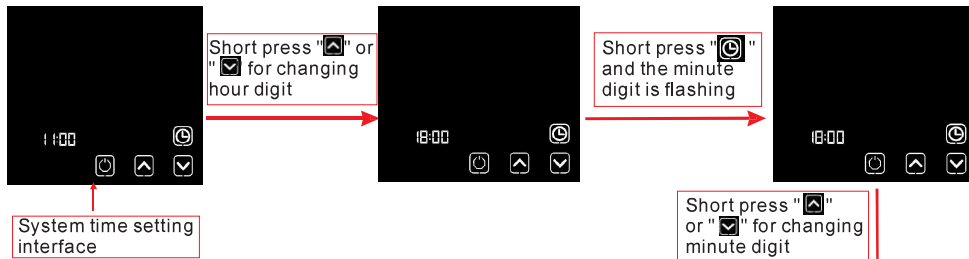 Short press " " or
" " for changing
hour digit
Short press " "
and the minute
digit is flashing
11:00
18:00
18:00
System time setting
interface
Short press " "
or " " for changing
minute digit